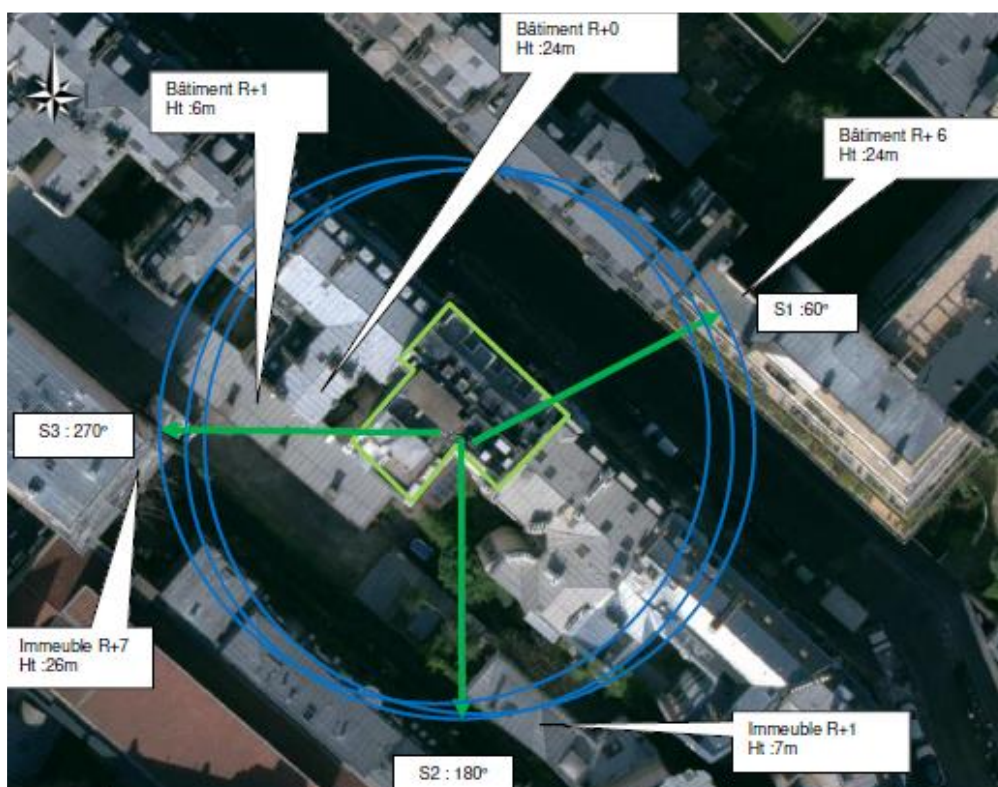 Bâtiment R+0
Ht :24m
Bâtiment R+1
Ht :6m
Bâtiment R+ 6
Ht :24m
S1 :60°
S3 : 270°
Immeuble R+7
Ht :26m
Immeuble R+1
Ht :7m
S2 : 180°